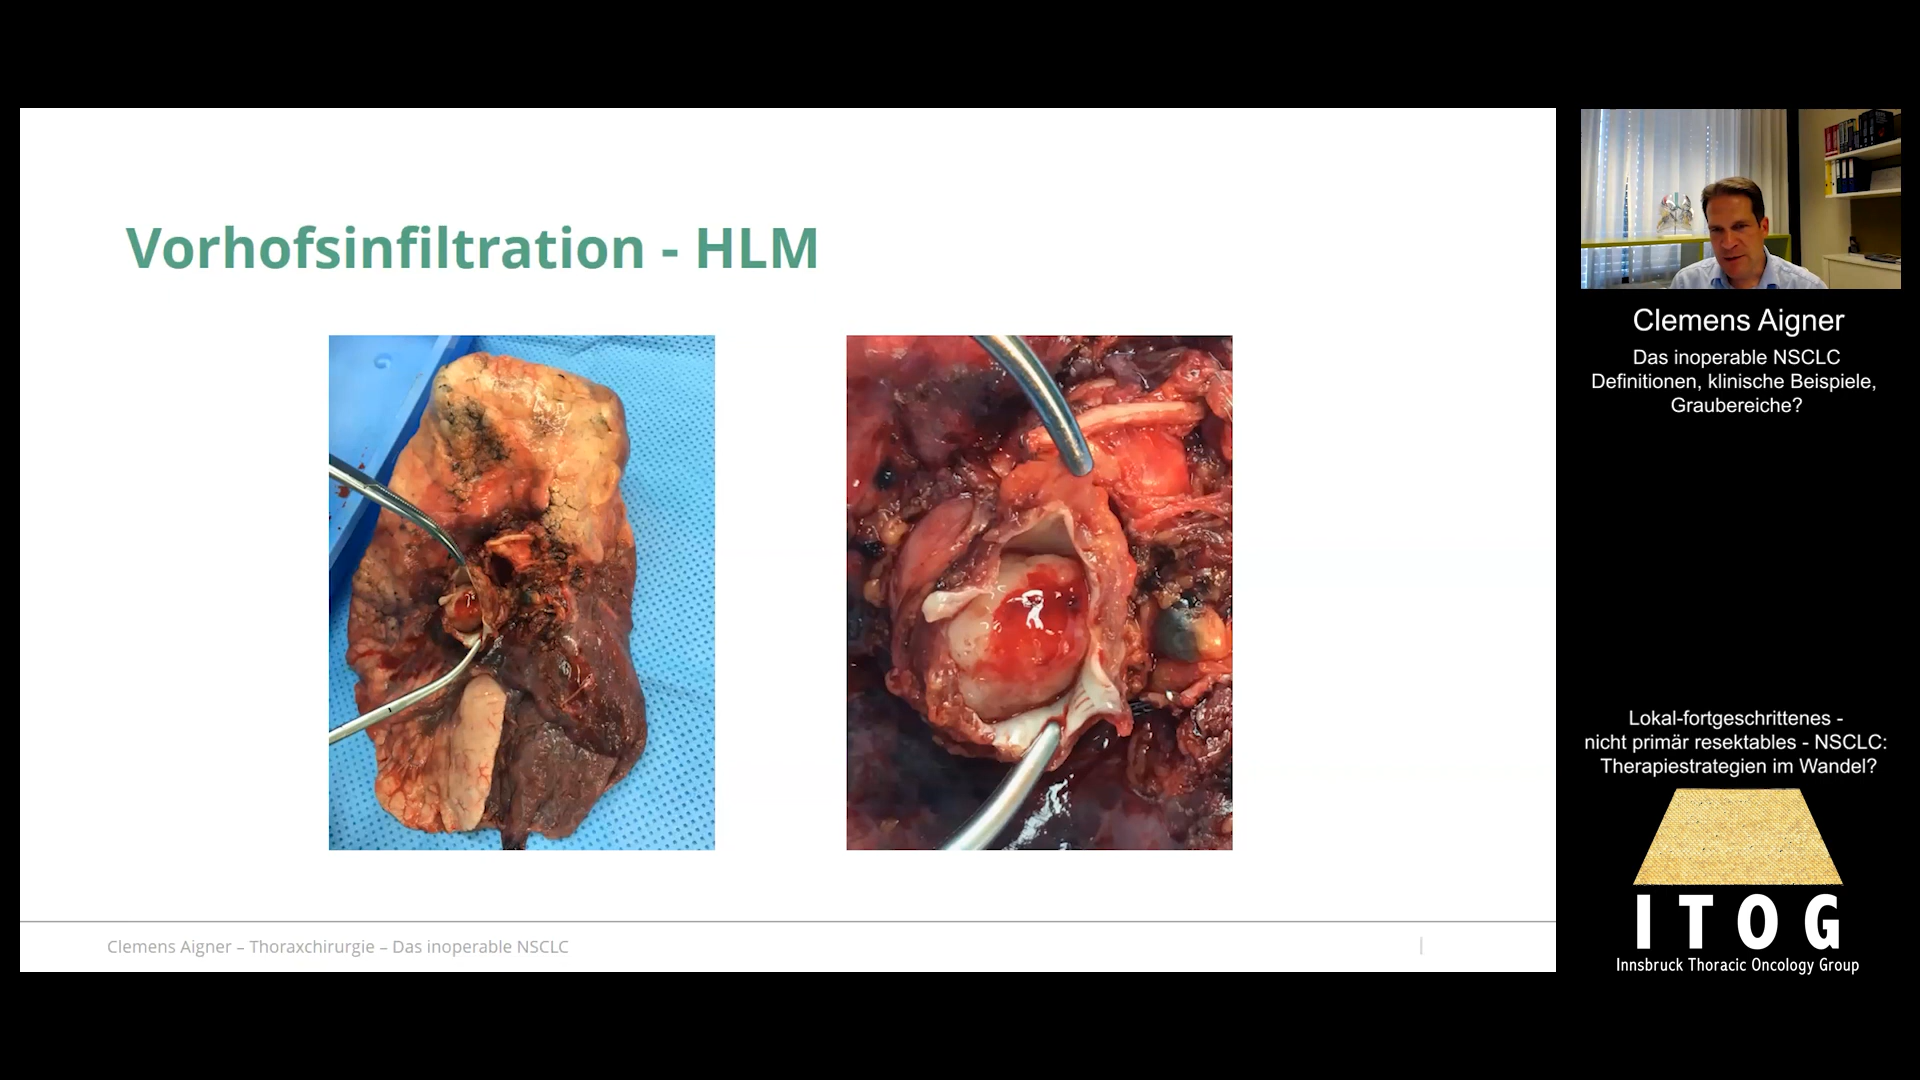 Vorhofsinfiltration - HLM
Clemens Aigner – Thoraxchirurgie – Das inoperable NSCLC
Clemens Aigner
Das inoperable NSCLC
Definitionen, klinische Beispiele,
Graubereiche?
Lokal-fortgeschrittenes -
nicht primär resektables - NSCLC:
Therapiestrategien im Wandel?
ITOG
Innsbruck Thoracic Oncology Group